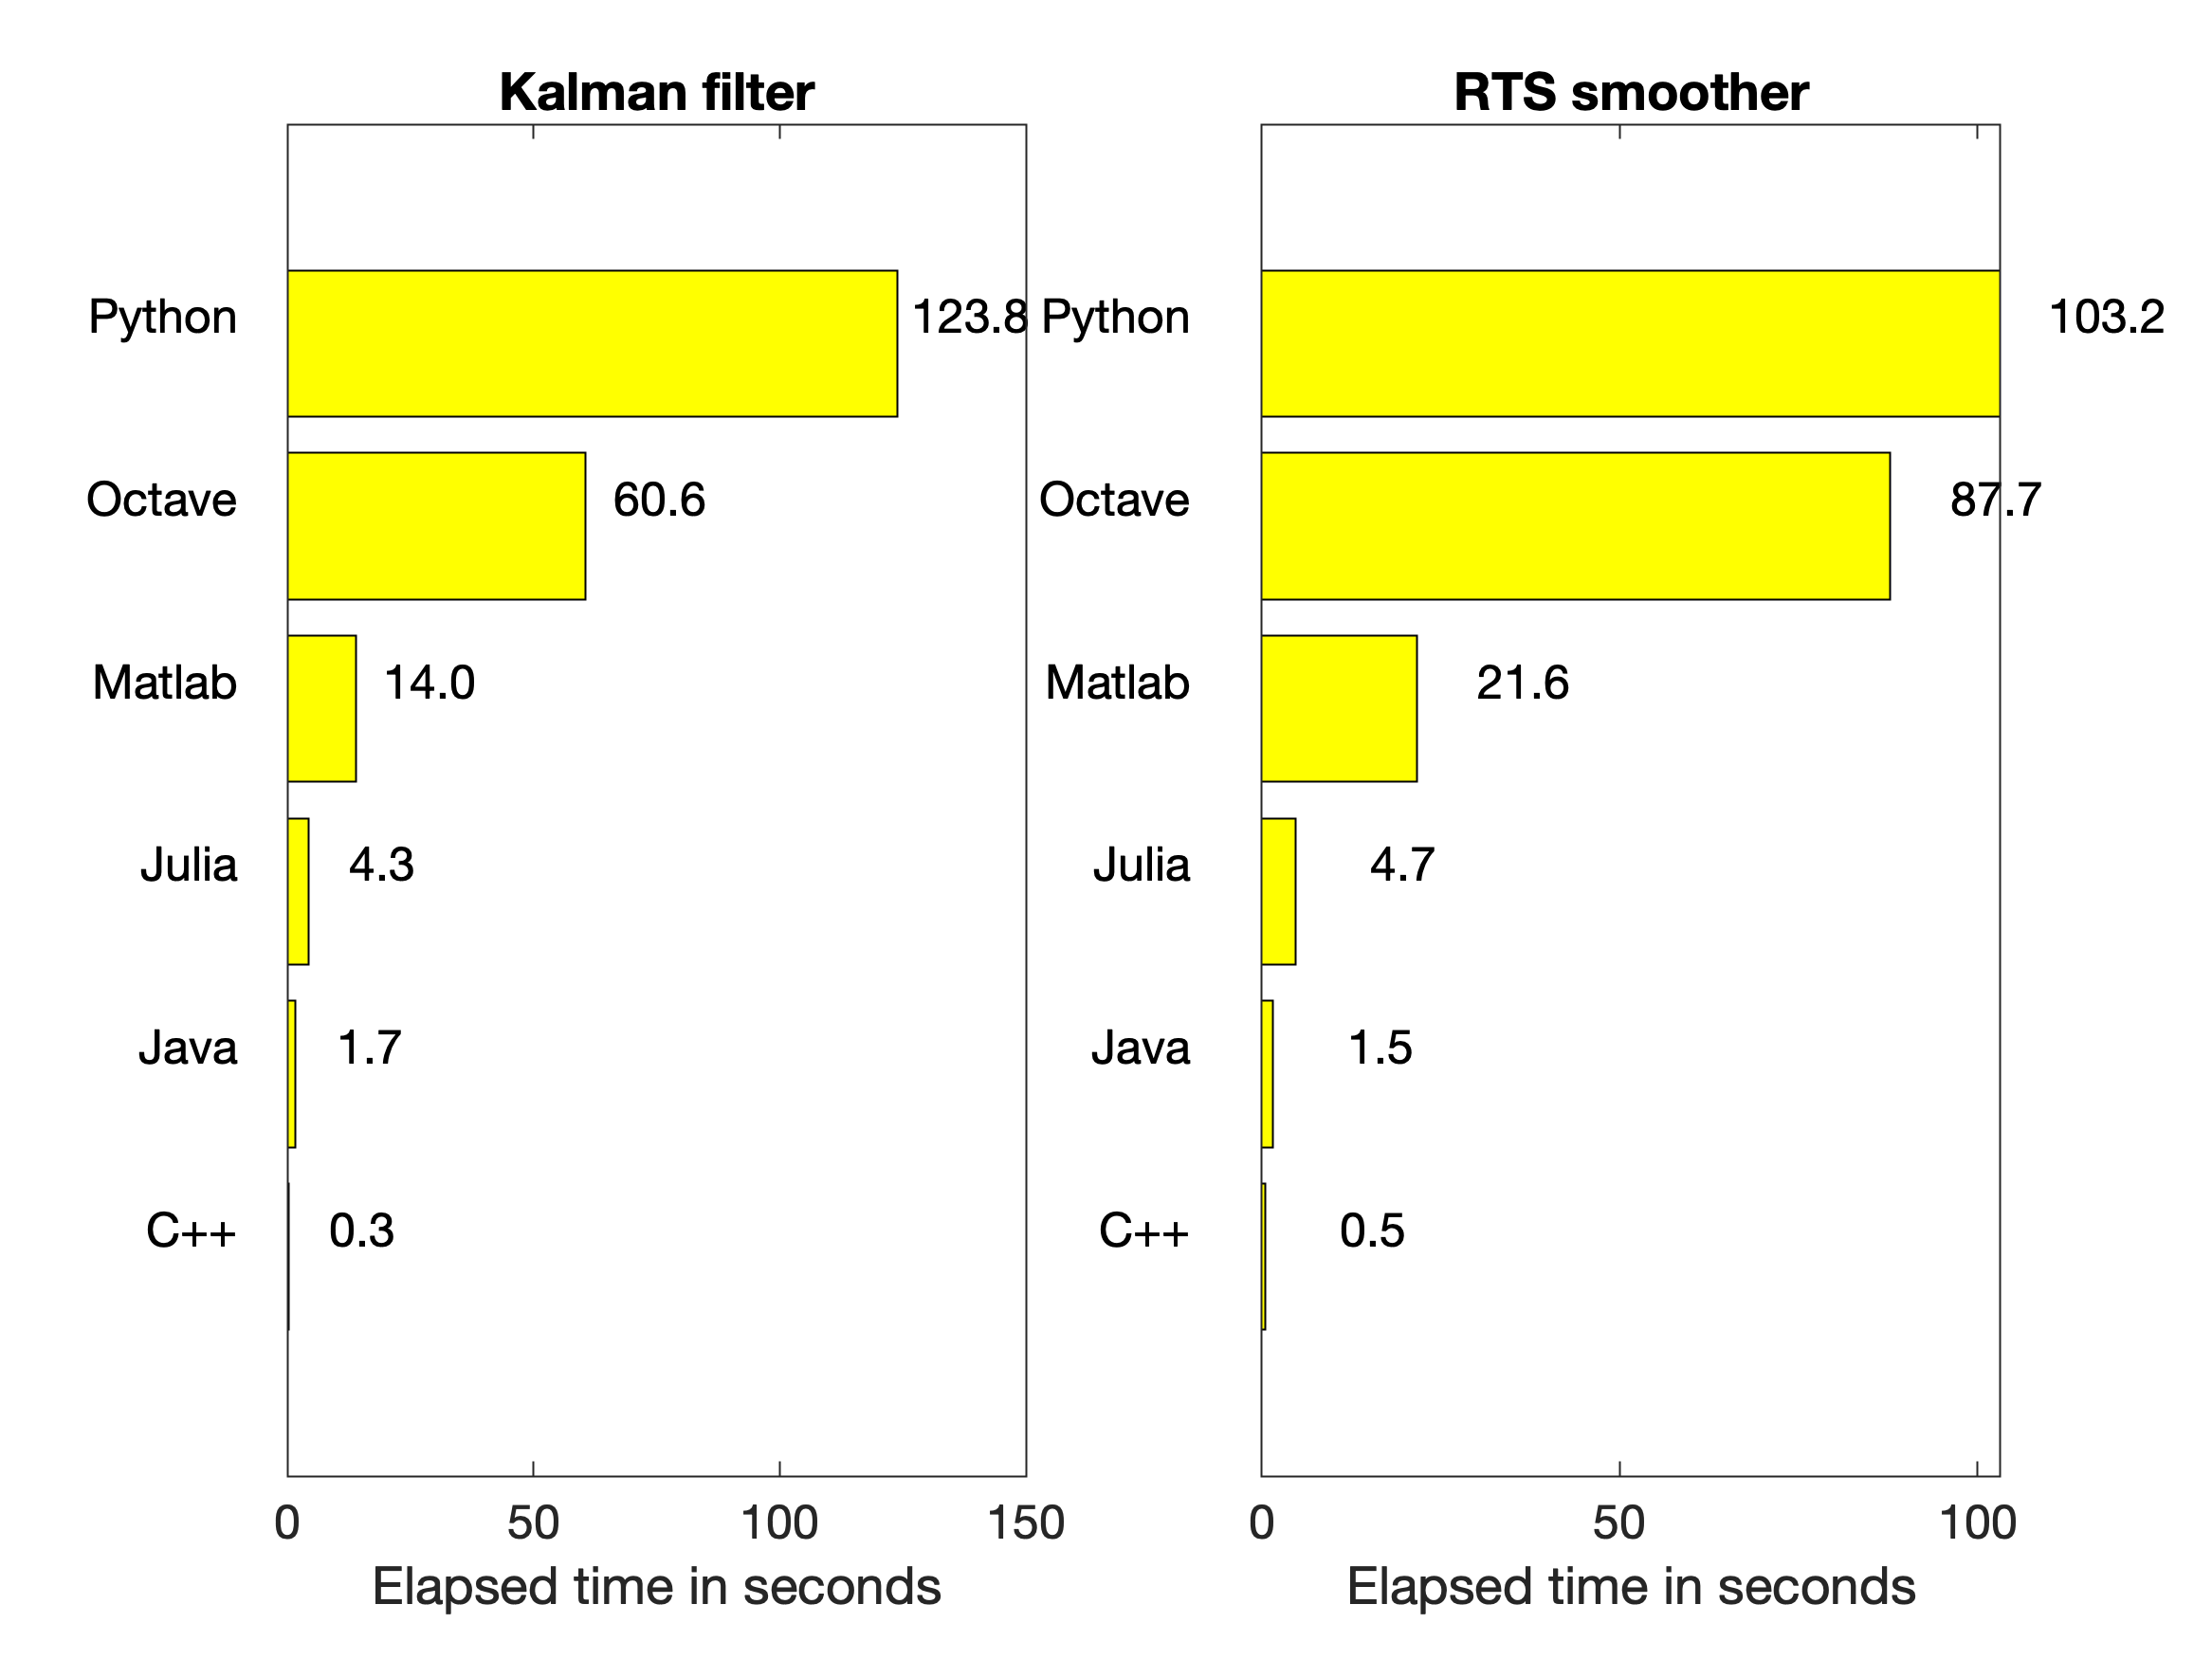 Kalman filter
Python 123.8
Octave 60.6
Matlab 14.0
Julia 4.3
Java 1.7
C++ 0.3
0 50 100 150
Elapsed time in seconds
RTS smoother
Python 103.2
Octave 87.7
Matlab 21.6
Julia 4.7
Java 1.5
C++ 0.5
0 50 100
Elapsed time in seconds